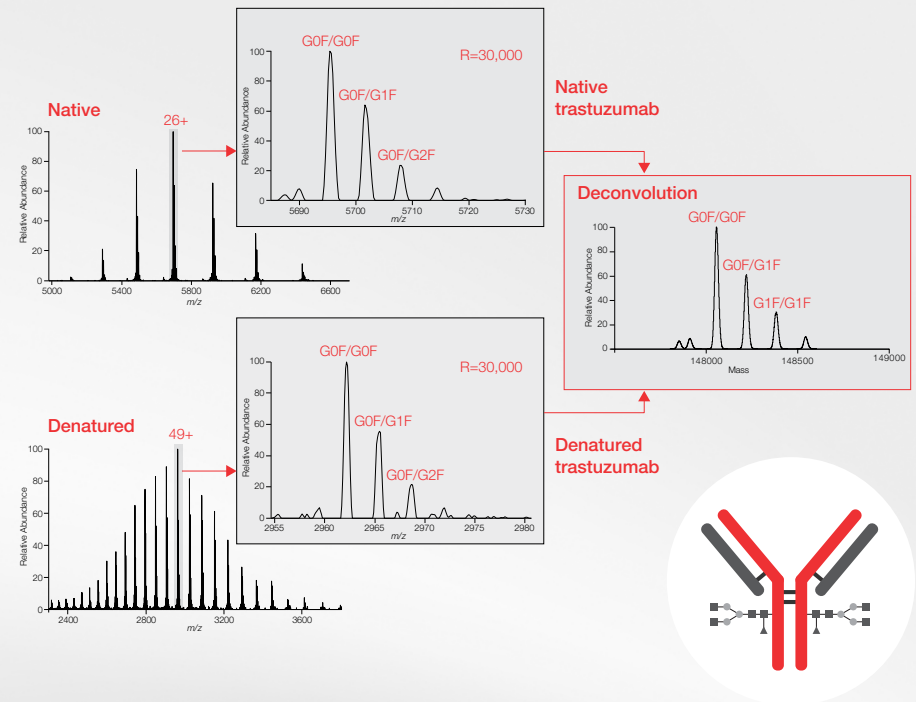 Native
26+
100
80
60
40
20
0
Relative Abundance
5000
5400
5800
6200
6600
m/z
G0F/G0F
R=30,000
G0F/G1F
G0F/G2F
100
80
60
40
20
0
Relative Abundance
5690
5700
5710
5720
5730
m/z
Native
trastuzumab
Deconvolution
G0F/G0F
G0F/G1F
G1F/G1F
100
80
60
40
20
0
Relative Abundance
148000
148500
149000
Mass
Denatured
49+
100
80
60
40
20
0
Relative Abundance
2400
2800
3200
3600
m/z
G0F/G0F
R=30,000
G0F/G1F
G0F/G2F
100
80
60
40
20
0
Relative Abundance
2955
2960
2965
2970
2975
2980
m/z
Denatured
trastuzumab